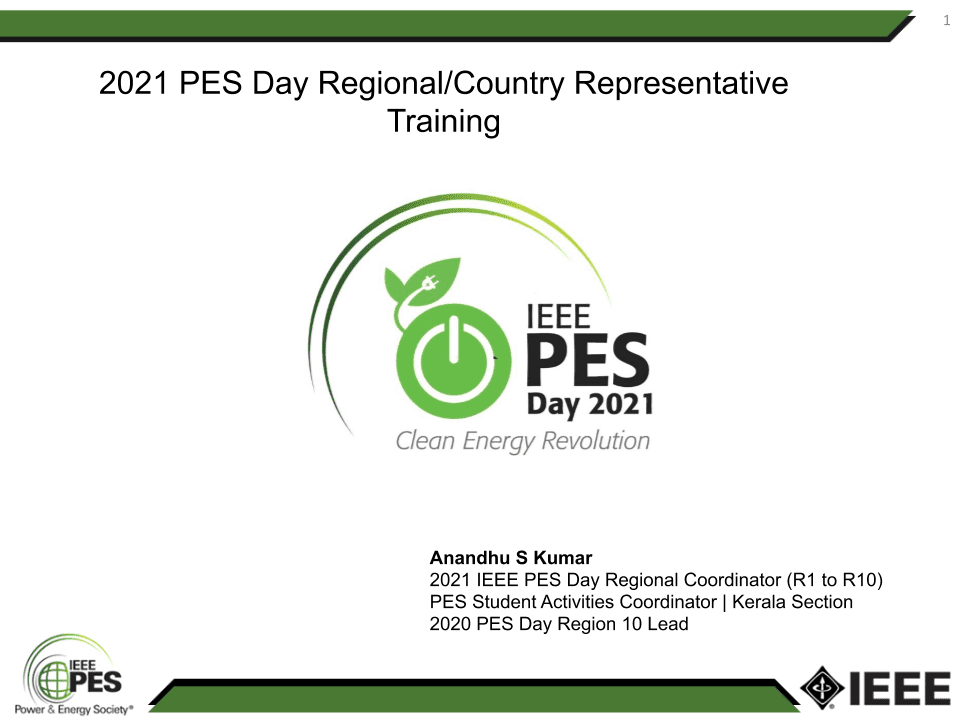 1
2021 PES Day Regional/Country Representative
Training
IEEE
PES
Day 2021
Clean Energy Revolution
Anandhu S Kumar
2021 IEEE PES Day Regional Coordinator (R1 to R10)
PES Student Activities Coordinator | Kerala Section
2020 PES Day Region 10 Lead
IEEE
PES
Power & Energy Society®
IEEE